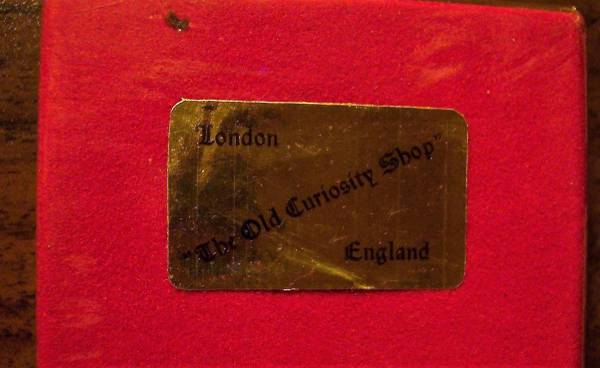 London
"The Old Curiosity Shop"
England